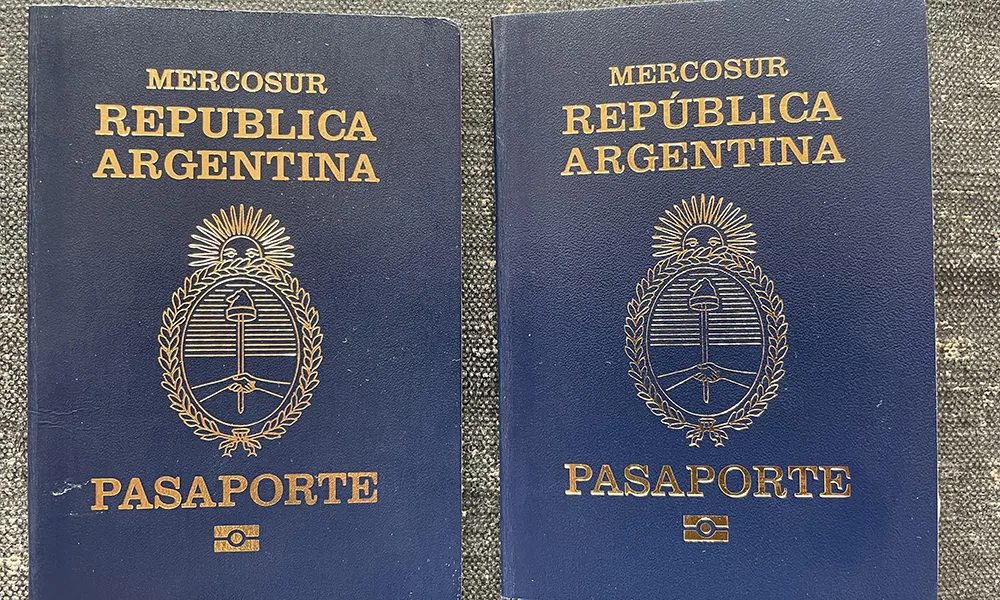 MERCOSUR
REPUBLICA
ARGENTINA
PASAPORTE
MERCOSUR
REPÚBLICA
ARGENTINA
PASAPORTE